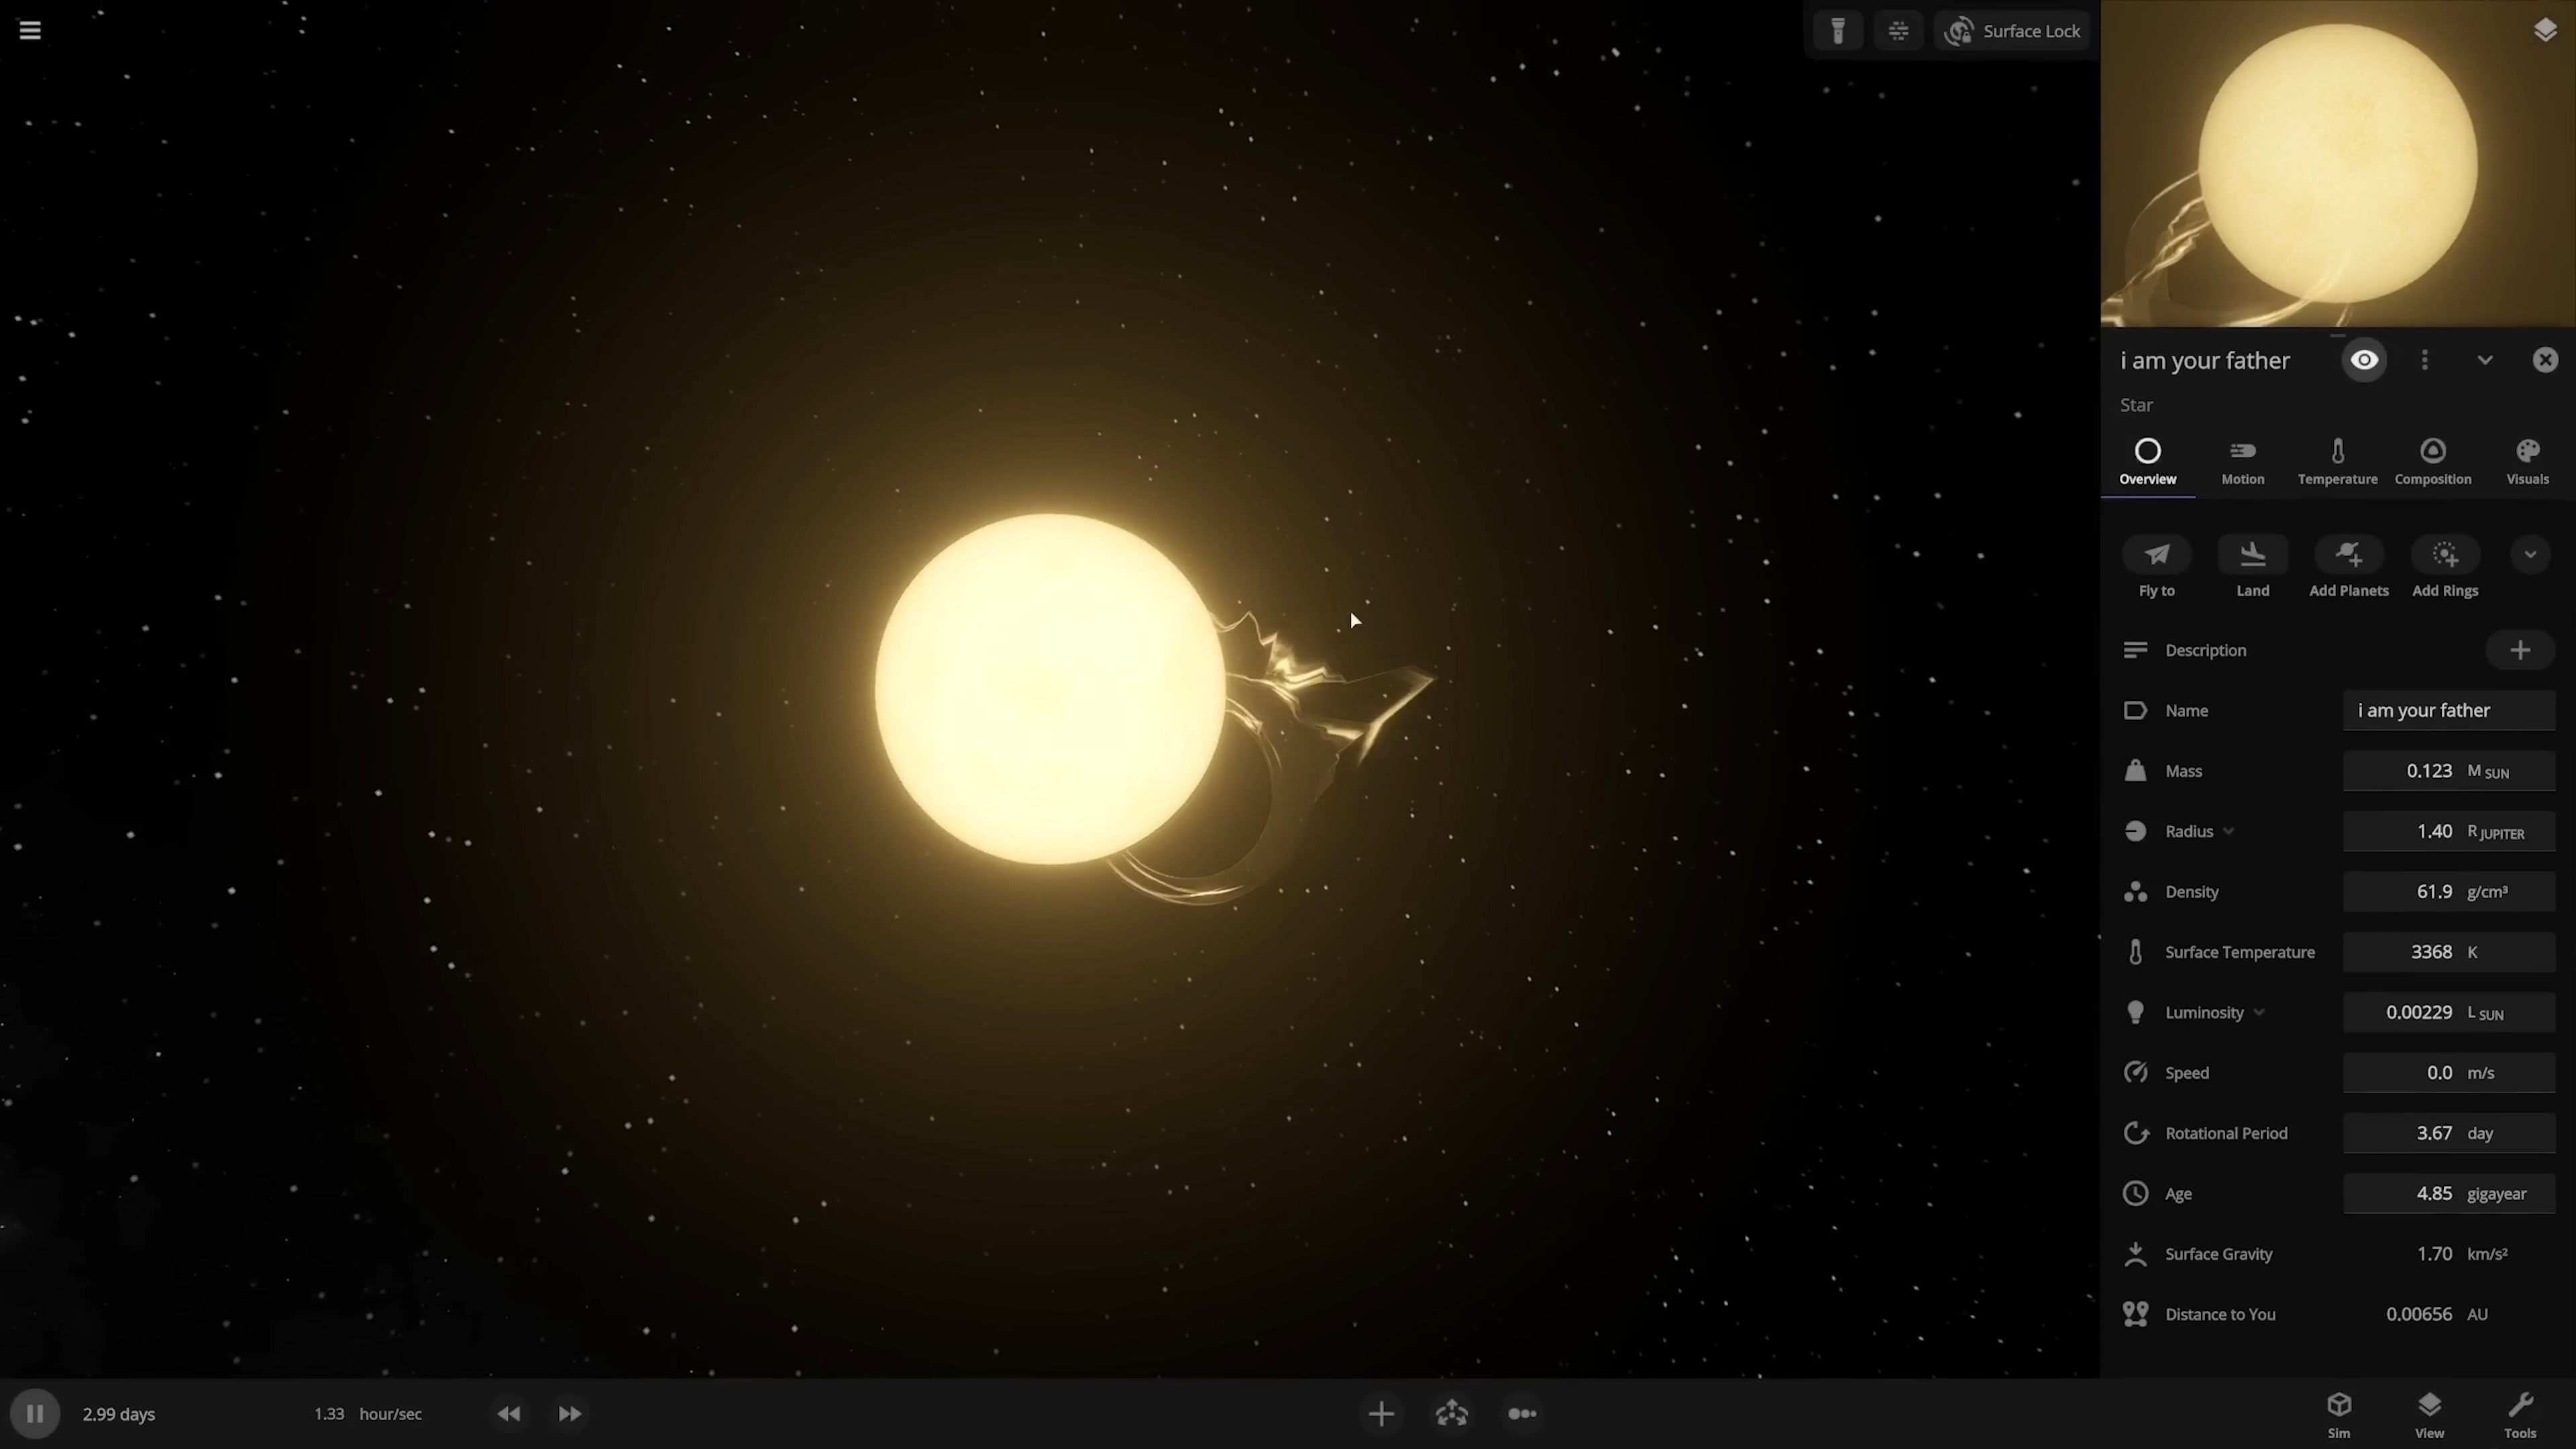 Surface Lock
i am your father
Star
Overview Motion Temperature Composition Visuals
Fly to Land Add Planets Add Rings
Description
Name i am your father
Mass 0.123 M SUN
Radius 1.40 R JUPITER
Density 61.9 g/cm³
Surface Temperature 3368 K
Luminosity 0.00229 L SUN
Speed 0.0 m/s
Rotational Period 3.67 day
Age 4.85 gigayear
Surface Gravity 1.70 km/s²
Distance to You 0.00656 AU
2.99 days 1.33 hour/sec
Sim View Tools